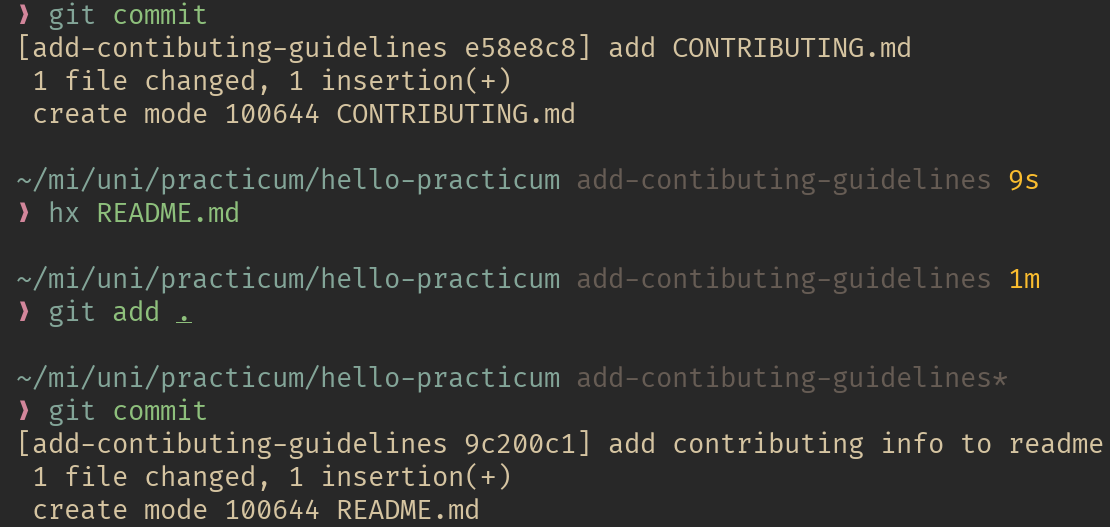 ❱ git commit
[add-contibuting-guidelines e58e8c8] add CONTRIBUTING.md
1 file changed, 1 insertion(+)
create mode 100644 CONTRIBUTING.md
~/mi/uni/practicum/hello-practicum add-contibuting-guidelines 9s
❱ hx README.md
~/mi/uni/practicum/hello-practicum add-contibuting-guidelines 1m
❱ git add .
~/mi/uni/practicum/hello-practicum add-contibuting-guidelines*
❱ git commit
[add-contibuting-guidelines 9c200c1] add contributing info to readme
1 file changed, 1 insertion(+)
create mode 100644 README.md